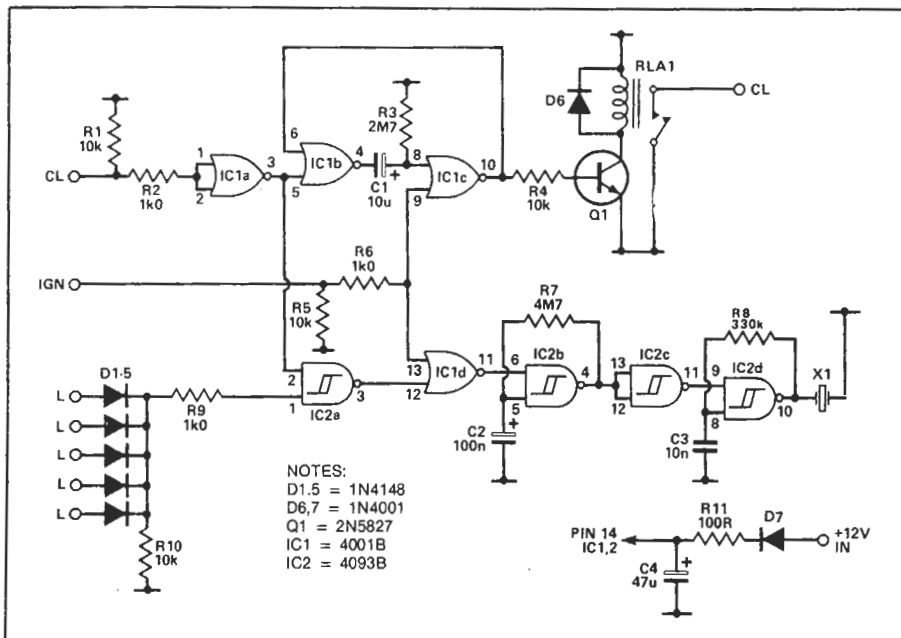 RLA1
D6
CL
R3
2M7
R1
10k
6
4
8
10
IC1b
IC1c
R4
10k
Q1
CL
R2
1k0
1
2
3
IC1a
5
C1
10u
+
9
R6
1k0
IGN
R5
10k
R7
4M7
R8
330k
IC2b
IC2c
IC2d
X1
D1·5
L
L
L
L
L
R9
1k0
2
1
3
IC2a
13
12
11
IC1d
6
5
4
13
12
11
9
8
10
C2
100n
+
C3
10n
R10
10k
NOTES:
D1.5 = 1N4148
D6,7 = 1N4001
Q1 = 2N5827
IC1 = 4001B
IC2 = 4093B
PIN 14
IC1,2
R11
100R
D7
+12V
IN
C4
47u
+